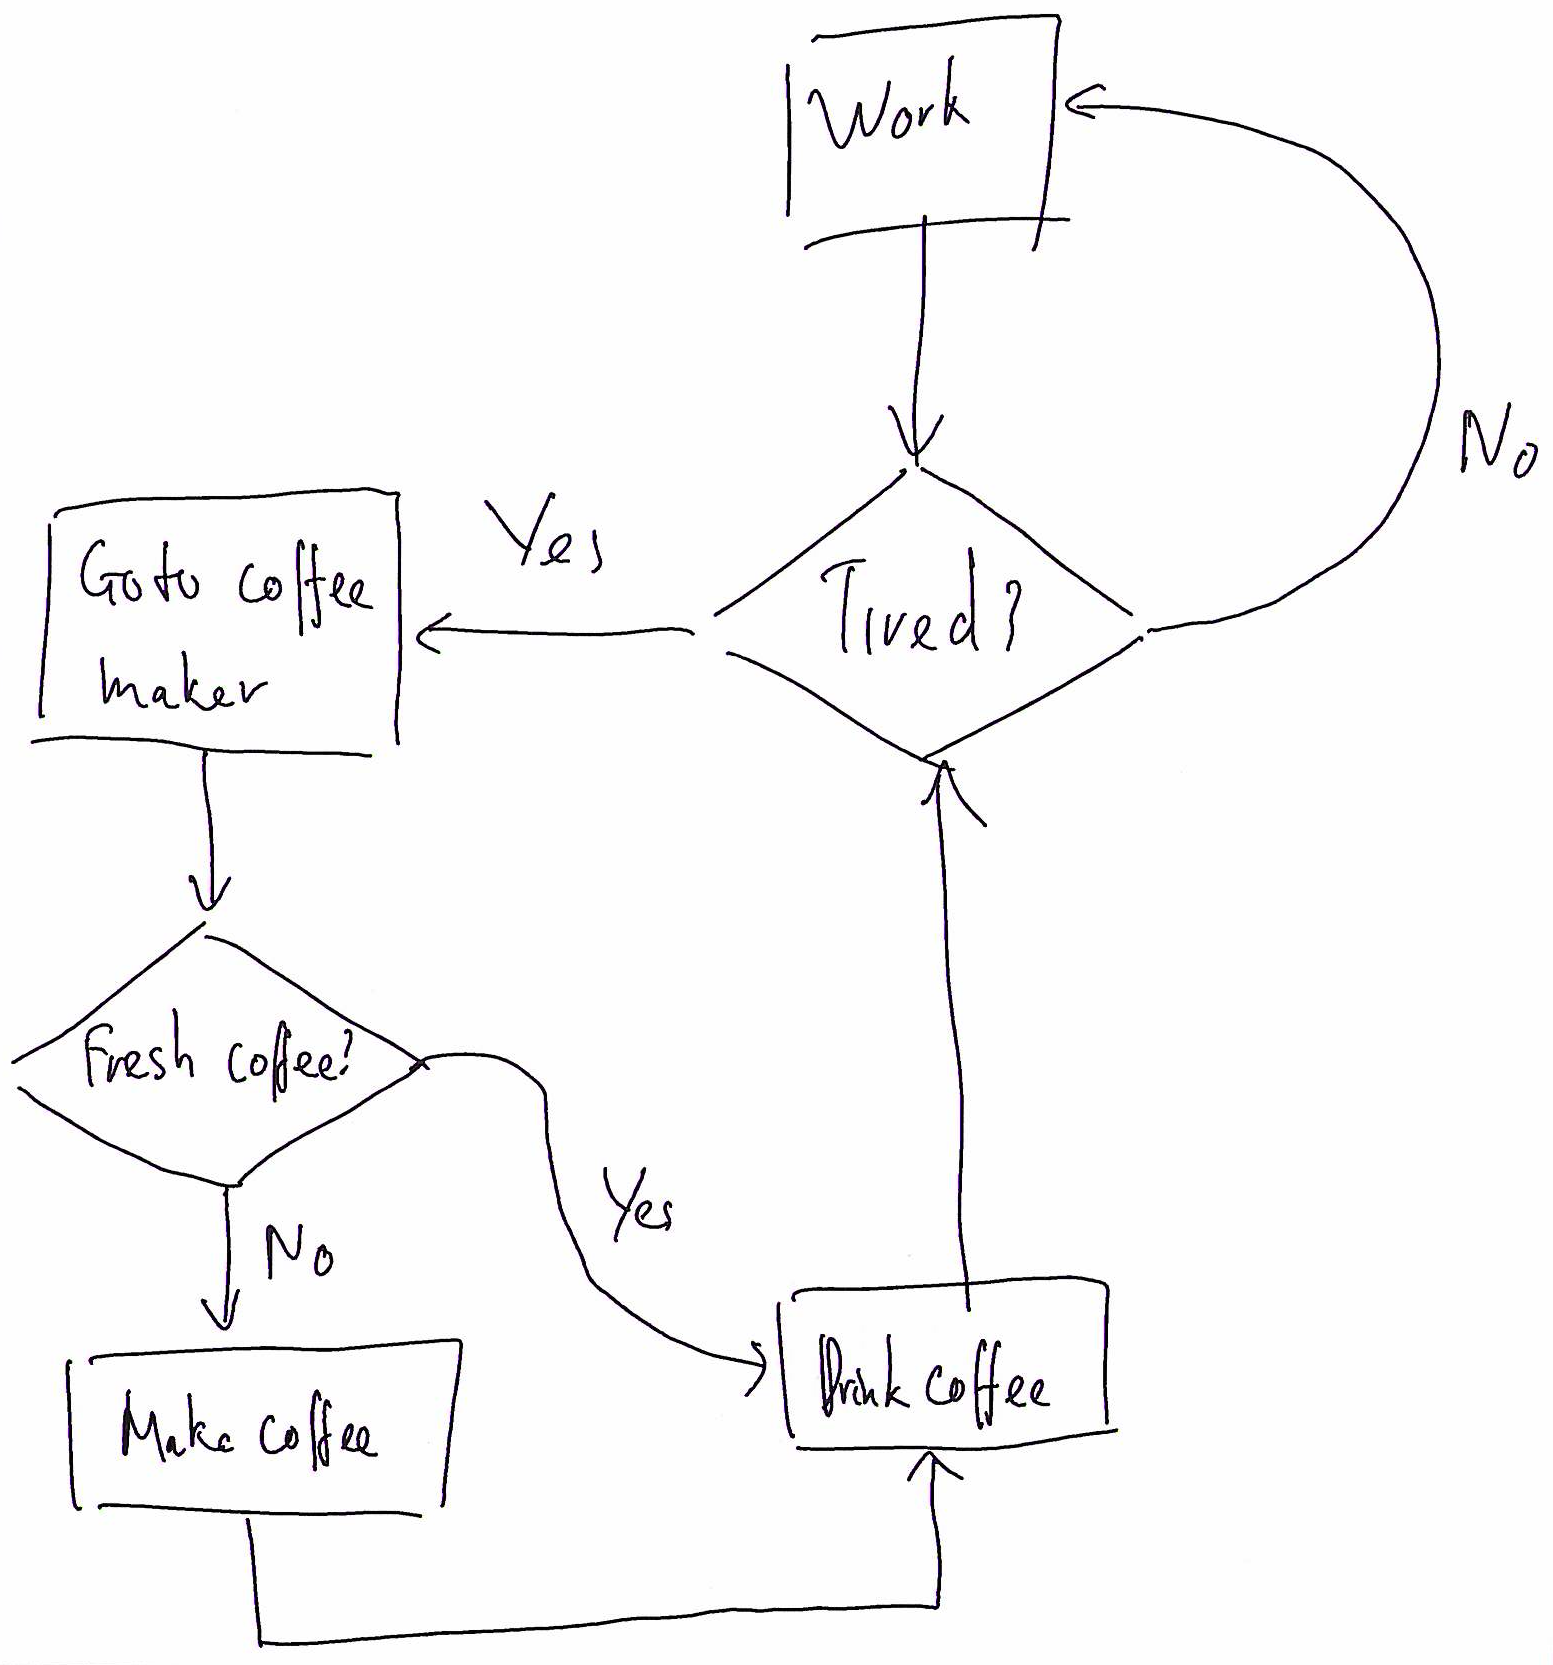 Work
No
Yes
Tired?
Go to coffee
maker
Fresh coffee?
Yes
No
Drink coffee
Make coffee